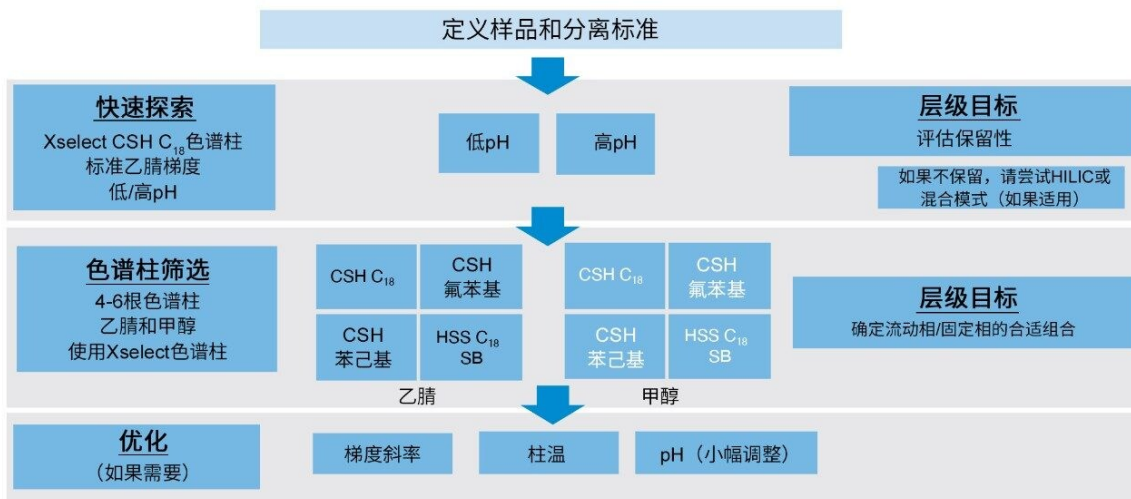 定义样品和分离标准
快速探索
Xselect CSH C₁₈色谱柱
标准乙腈梯度
低/高pH
低pH
高pH
层级目标
评估保留性
如果不保留，请尝试HILIC或
混合模式（如果适用）
色谱柱筛选
4-6根色谱柱
乙腈和甲醇
使用Xselect色谱柱
CSH C₁₈
CSH
氟苯基
CSH
苯己基
HSS C₁₈
SB
乙腈
CSH C₁₈
CSH
氟苯基
CSH
苯己基
HSS C₁₈
SB
甲醇
层级目标
确定流动相/固定相的合适组合
优化
（如果需要）
梯度斜率
柱温
pH（小幅调整）